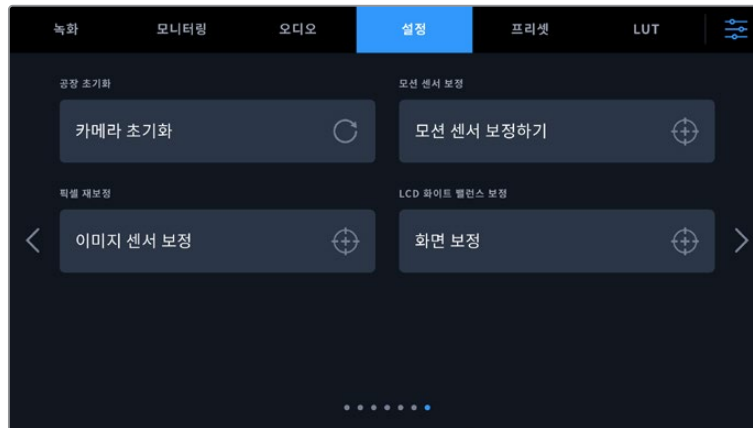 녹화 모니터링 오디오 설정 프리셋 LUT
공장 초기화 모션 센서 보정
카메라 초기화 모션 센서 보정하기
픽셀 재보정 LCD 화이트 밸런스 보정
이미지 센서 보정 화면 보정